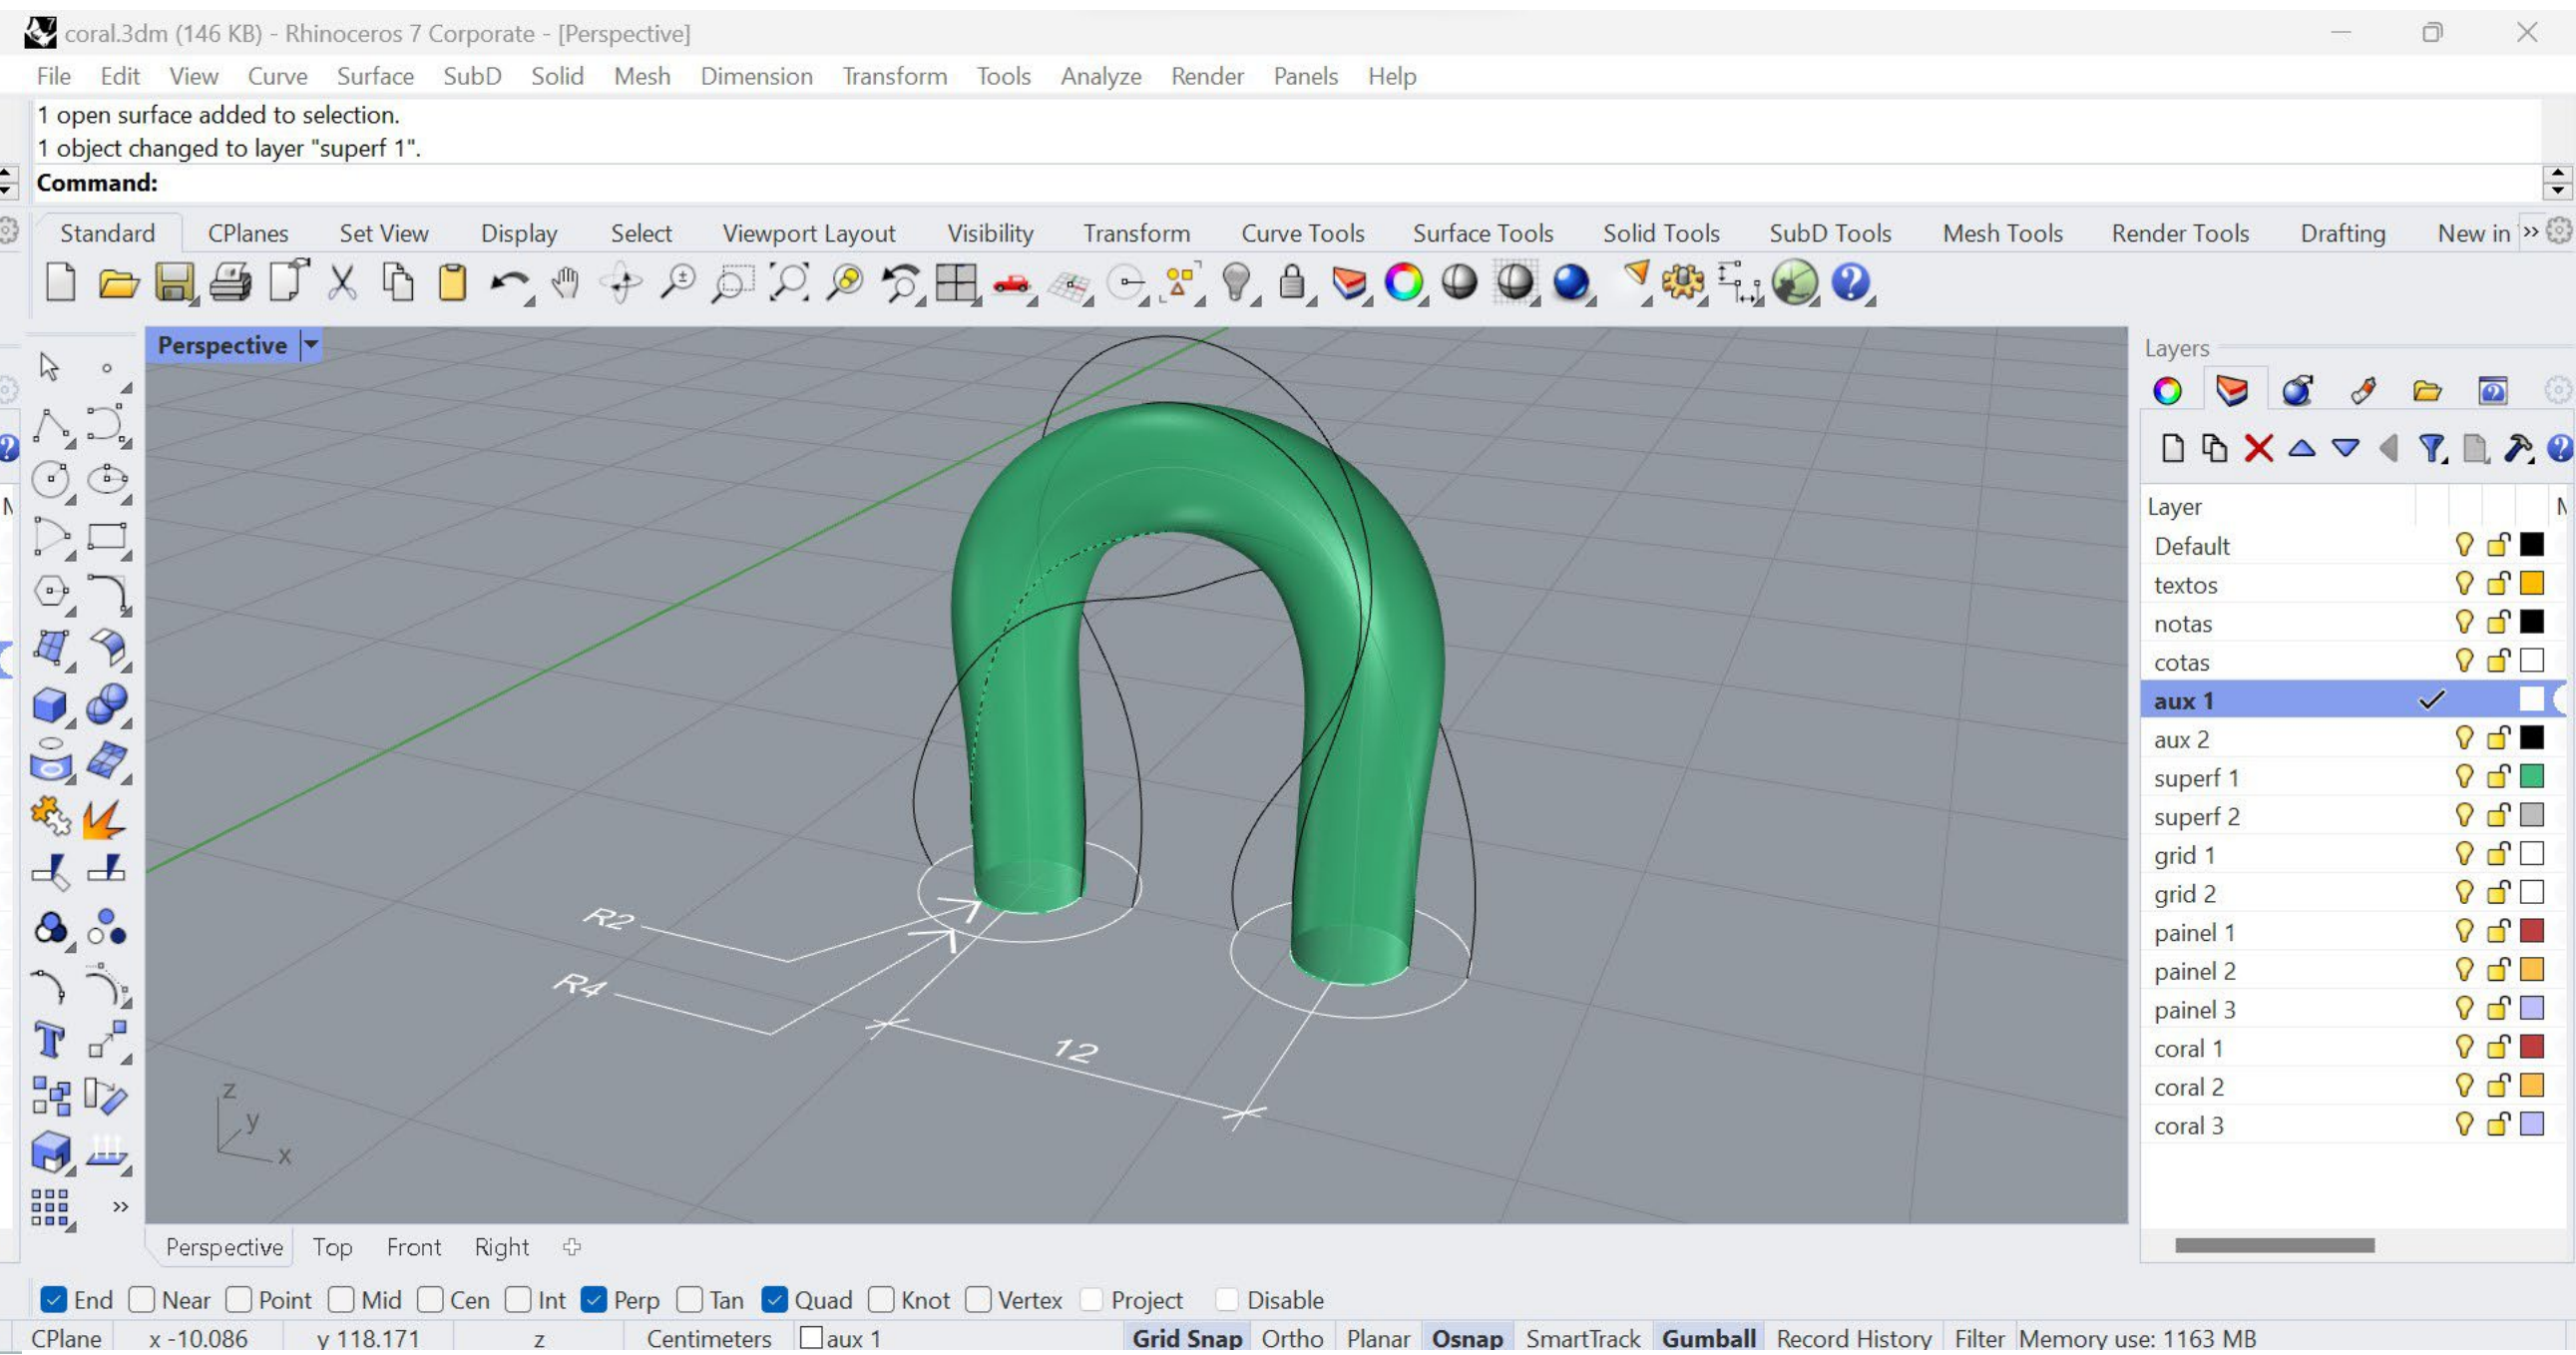 coral.3dm (146 KB) - Rhinoceros 7 Corporate - [Perspective]
File Edit View Curve Surface SubD Solid Mesh Dimension Transform Tools Analyze Render Panels Help
1 open surface added to selection.
1 object changed to layer "superf 1".
Command:
Standard CPlanes Set View Display Select Viewport Layout Visibility Transform Curve Tools Surface Tools Solid Tools SubD Tools Mesh Tools Render Tools Drafting New in »
Perspective
Layers
Layer
Default
textos
notas
cotas
aux 1
aux 2
superf 1
superf 2
grid 1
grid 2
painel 1
painel 2
painel 3
coral 1
coral 2
coral 3
R2
R4
12
z
y
x
Perspective Top Front Right
End Near Point Mid Cen Int Perp Tan Quad Knot Vertex Project Disable
CPlane x -10.086 y 118.171 z Centimeters aux 1 Grid Snap Ortho Planar Osnap SmartTrack Gumball Record History Filter Memory use: 1163 MB